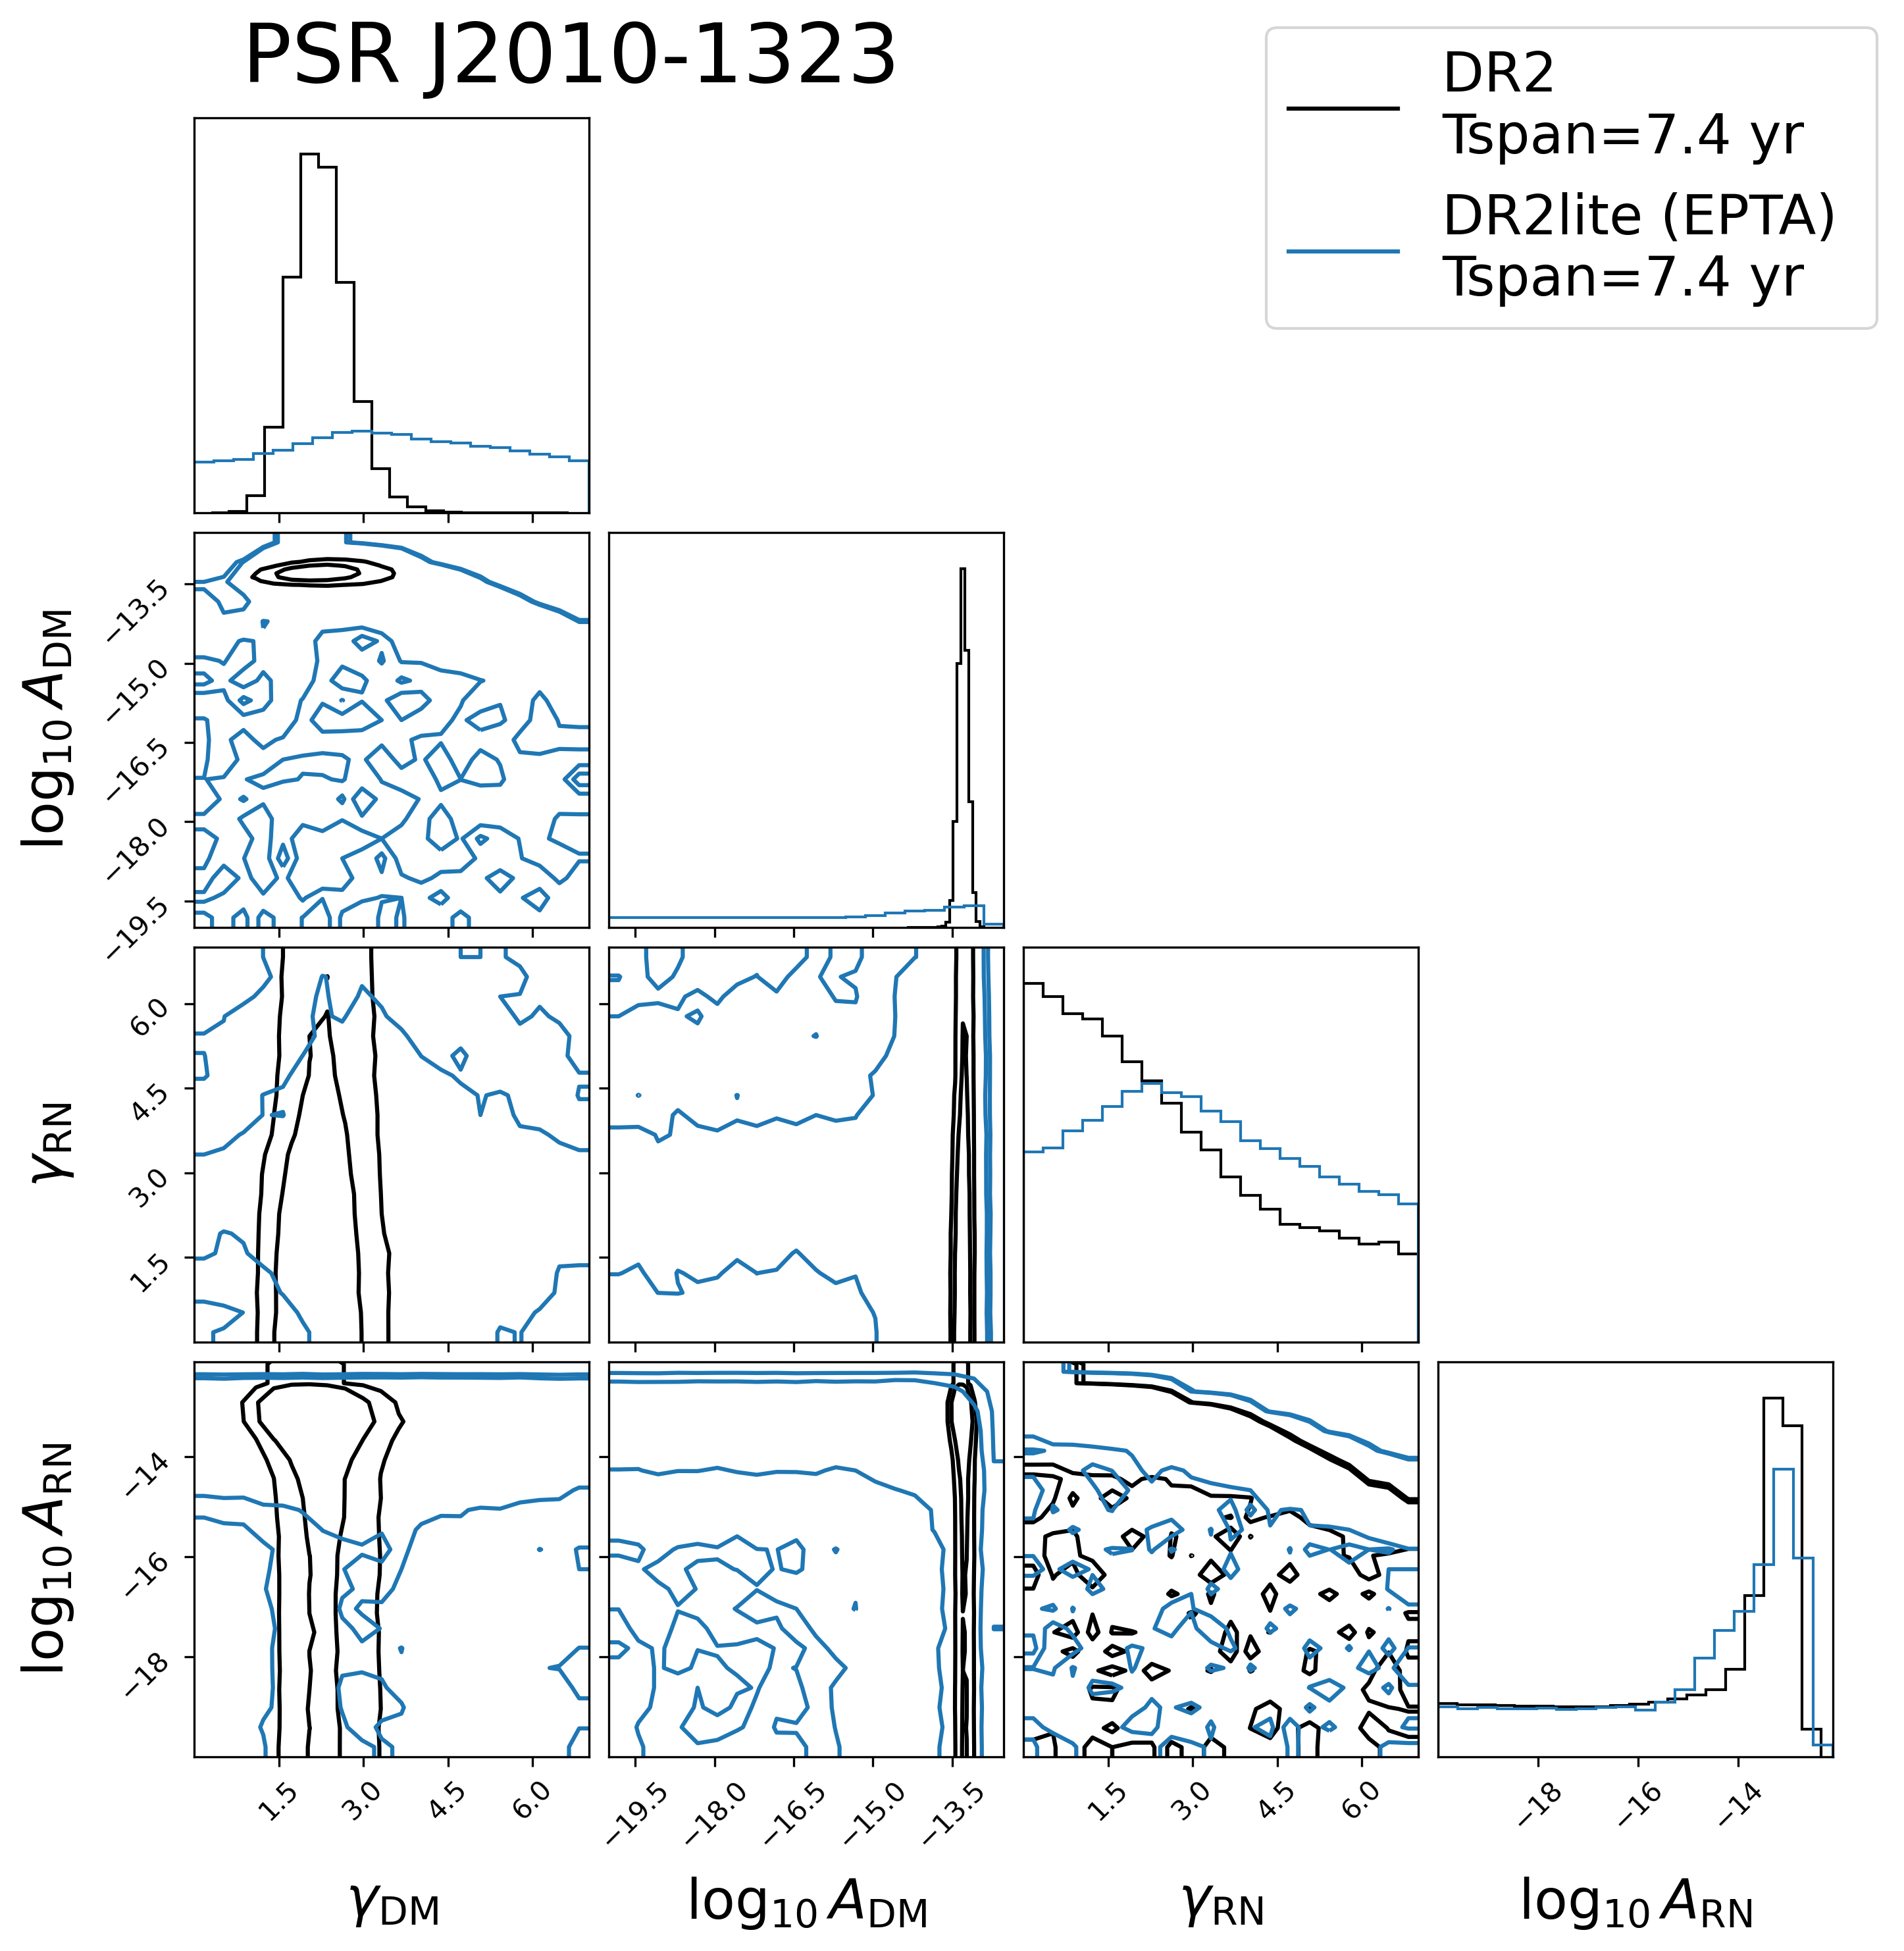 PSR J2010-1323
DR2
Tspan=7.4 yr
DR2lite (EPTA)
Tspan=7.4 yr
log₁₀ A_DM
−13.5
−15.0
−16.5
−18.0
−19.5
γ_RN
6.0
4.5
3.0
1.5
log₁₀ A_RN
−14
−16
−18
1.5 3.0 4.5 6.0
−19.5 −18.0 −16.5 −15.0 −13.5
1.5 3.0 4.5 6.0
−18 −16 −14
γ_DM
log₁₀ A_DM
γ_RN
log₁₀ A_RN